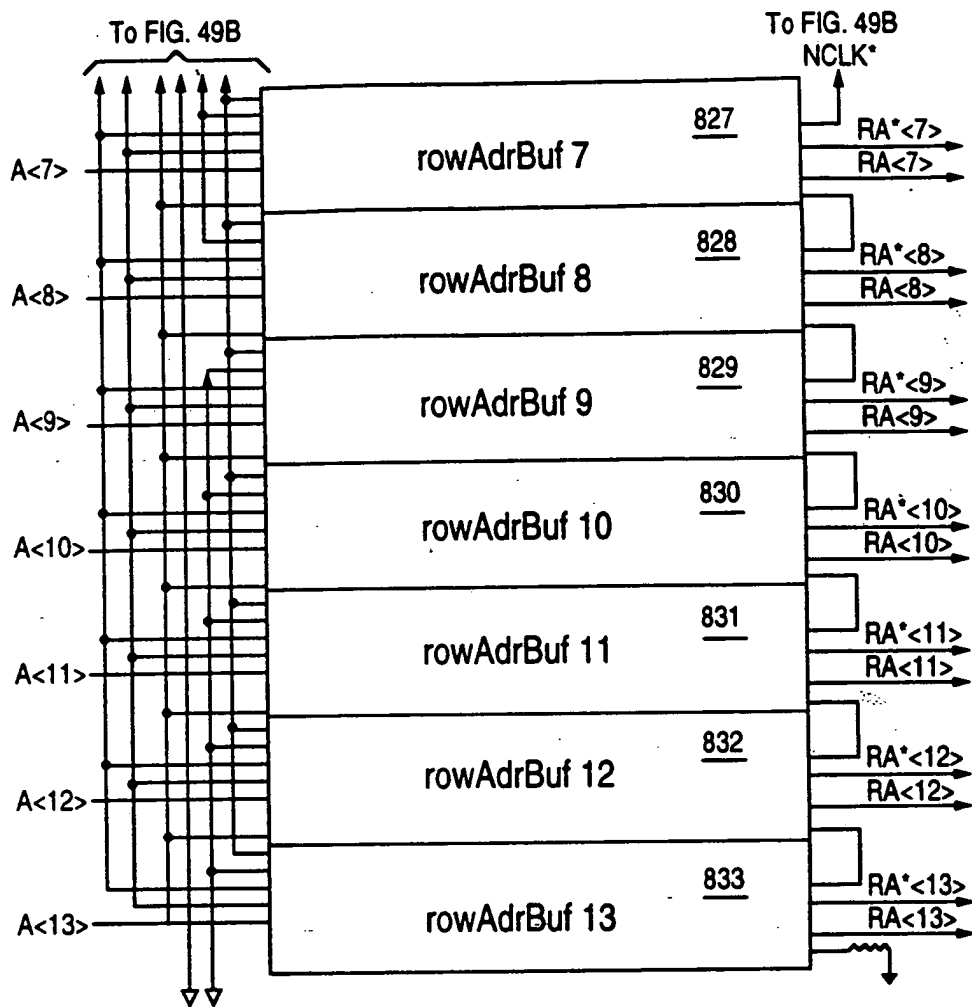 To FIG. 49B
To FIG. 49B
NCLK*
827
RA*<7>
A<7>
rowAdrBuf 7
RA<7>
828
RA*<8>
A<8>
rowAdrBuf 8
RA<8>
829
RA*<9>
A<9>
rowAdrBuf 9
RA<9>
830
RA*<10>
A<10>
rowAdrBuf 10
RA<10>
831
RA*<11>
A<11>
rowAdrBuf 11
RA<11>
832
RA*<12>
A<12>
rowAdrBuf 12
RA<12>
833
RA*<13>
A<13>
rowAdrBuf 13
RA<13>